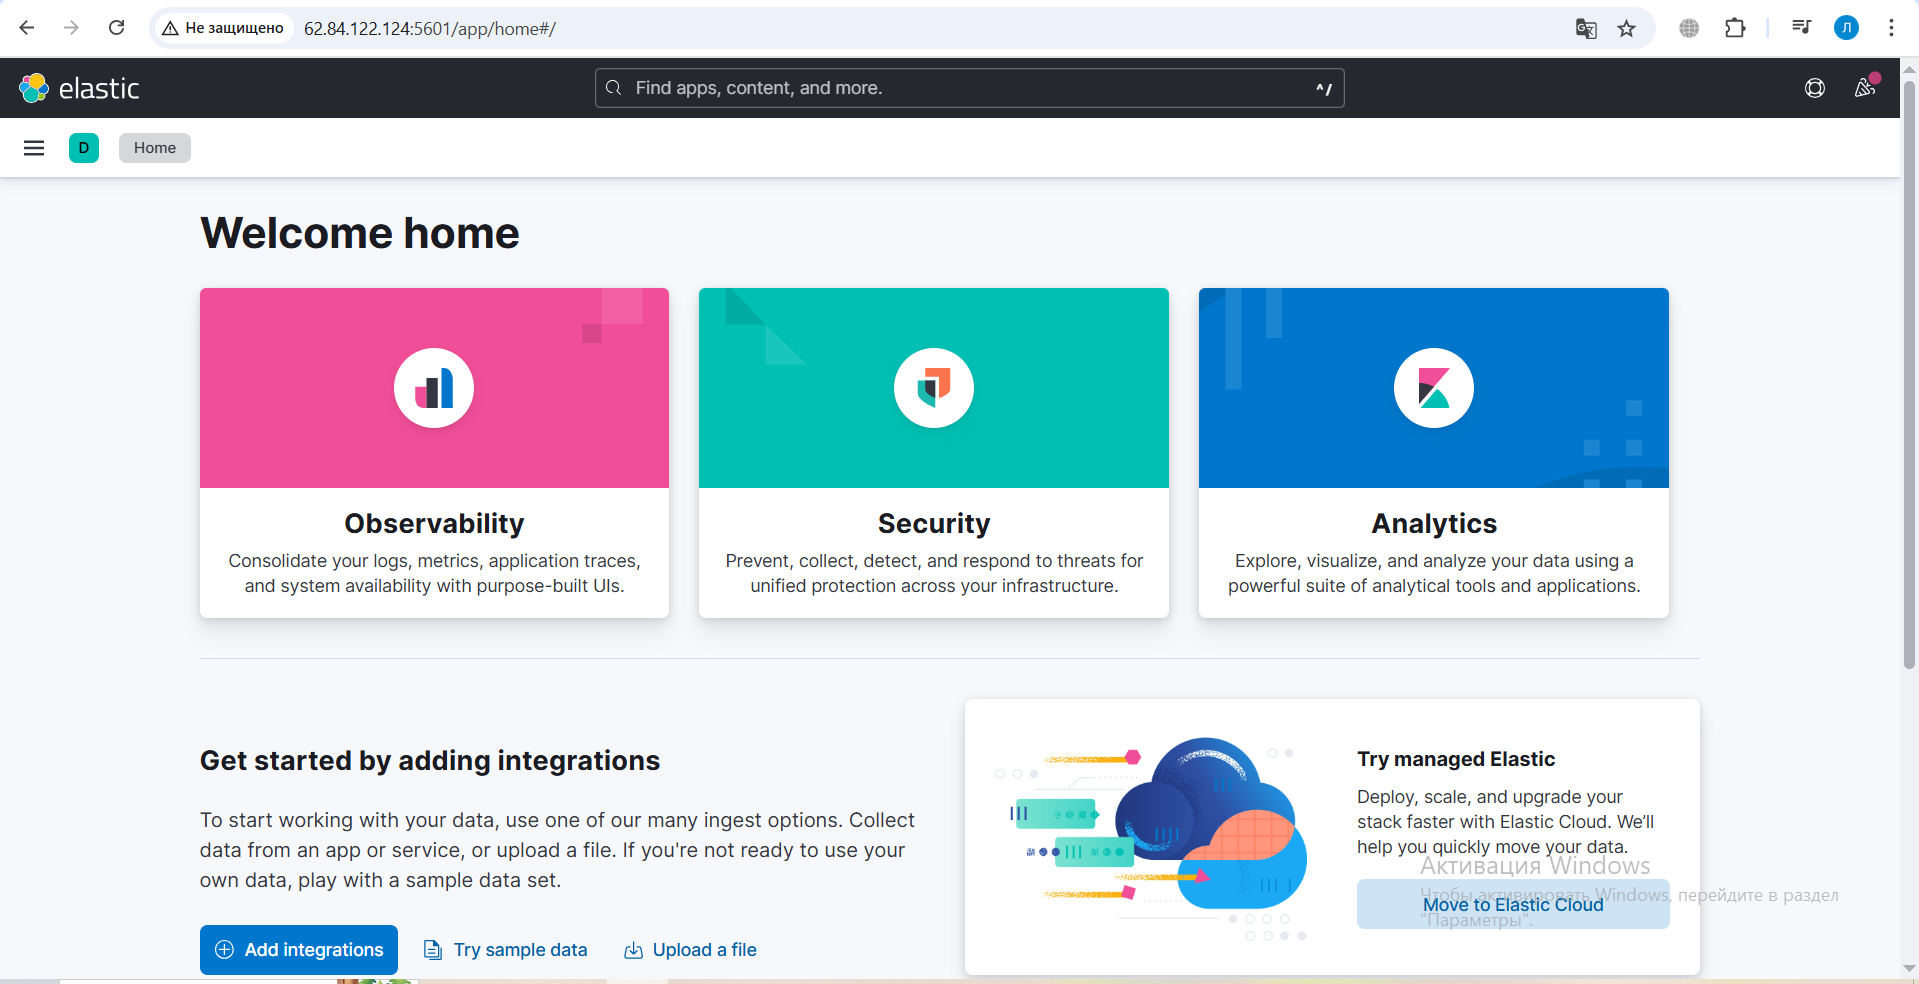 Не защищено 62.84.122.124:5601/app/home#/
Л
elastic
Find apps, content, and more.
^/
D
Home
Welcome home
Observability
Consolidate your logs, metrics, application traces,
and system availability with purpose-built UIs.
Security
Prevent, collect, detect, and respond to threats for
unified protection across your infrastructure.
Analytics
Explore, visualize, and analyze your data using a
powerful suite of analytical tools and applications.
Get started by adding integrations
To start working with your data, use one of our many ingest options. Collect
data from an app or service, or upload a file. If you're not ready to use your
own data, play with a sample data set.
Add integrations
Try sample data
Upload a file
Try managed Elastic
Deploy, scale, and upgrade your
stack faster with Elastic Cloud. We’ll
help you quickly move your data.
Move to Elastic Cloud
Активация Windows
Чтобы активировать Windows, перейдите в раздел
"Параметры".